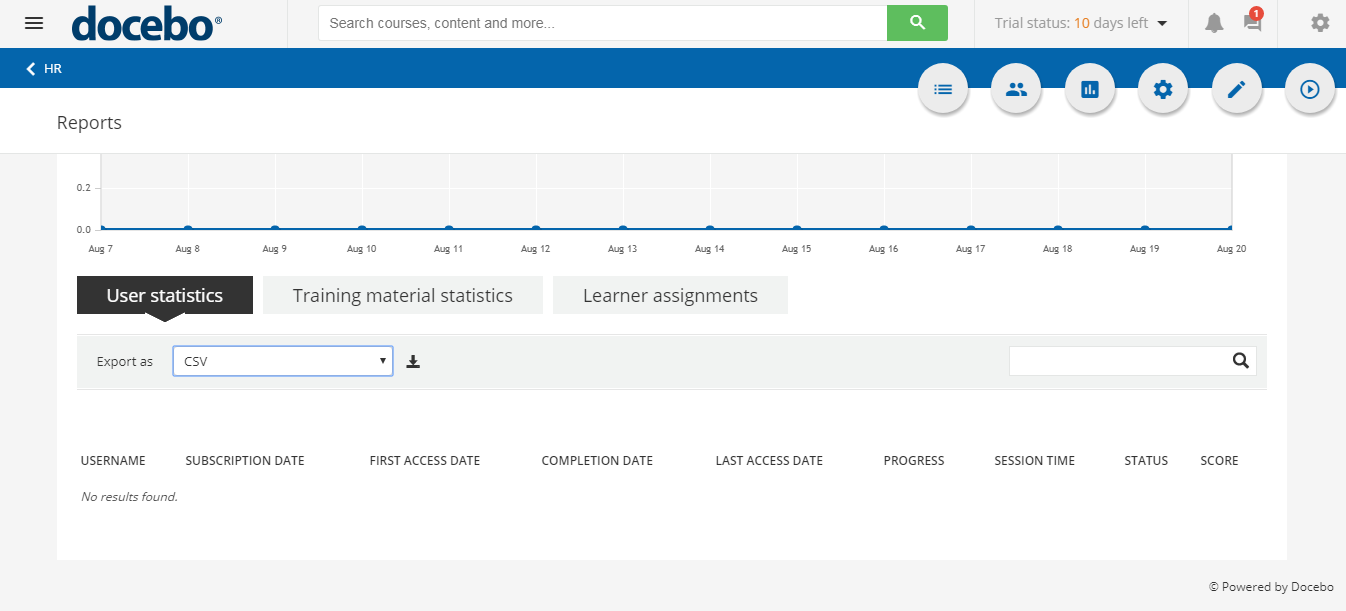 docebo®
Search courses, content and more...
Trial status: 10 days left
1
HR
Reports
0.2
0.0
Aug 7 Aug 8 Aug 9 Aug 10 Aug 11 Aug 12 Aug 13 Aug 14 Aug 15 Aug 16 Aug 17 Aug 18 Aug 19 Aug 20
User statistics Training material statistics Learner assignments
Export as CSV
USERNAME SUBSCRIPTION DATE FIRST ACCESS DATE COMPLETION DATE LAST ACCESS DATE PROGRESS SESSION TIME STATUS SCORE
No results found.
© Powered by Docebo